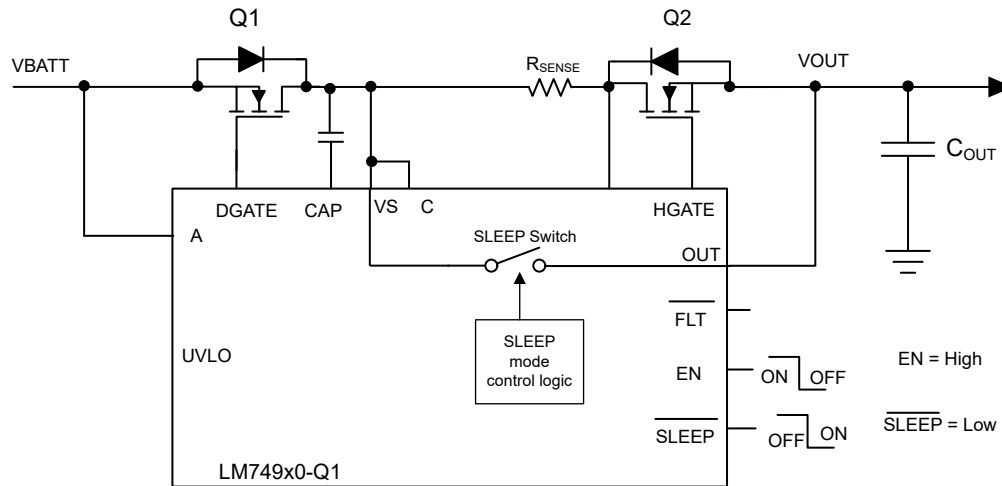 Q1
Q2
VBATT
RSENSE
VOUT
COUT
DGATE
CAP
VS
C
HGATE
A
SLEEP Switch
OUT
FLT
SLEEP
mode
control logic
UVLO
EN
ON
OFF
EN = High
SLEEP
OFF
ON
SLEEP = Low
LM749x0-Q1